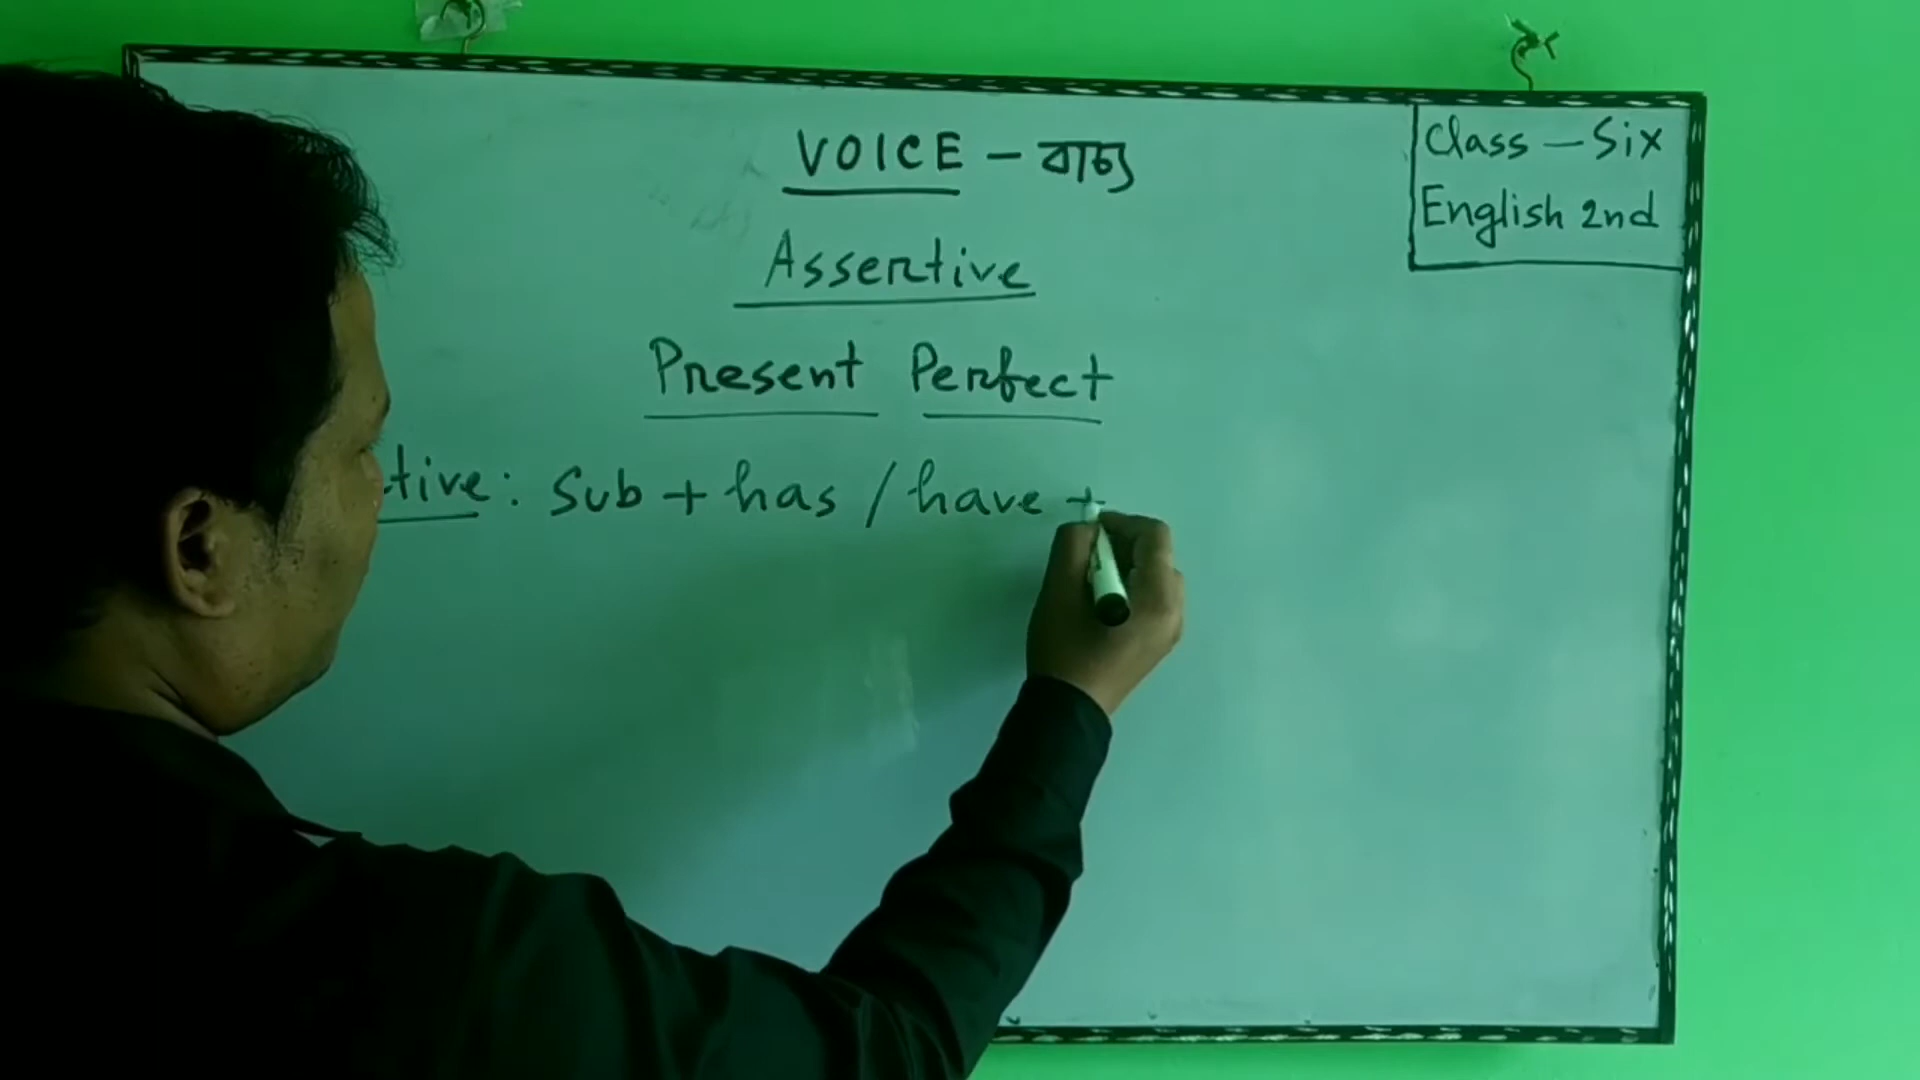 VOICE - বাচ্য
Class - Six
English 2nd
Assertive
Present Perfect
tive: Sub + has / have +